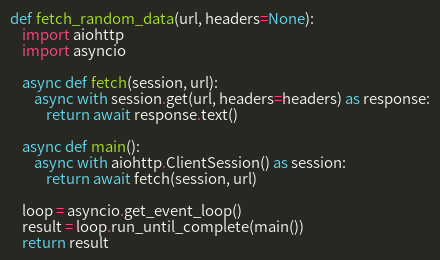 def fetch_random_data(url, headers=None):
    import aiohttp
    import asyncio

    async def fetch(session, url):
        async with session.get(url, headers=headers) as response:
            return await response.text()

    async def main():
        async with aiohttp.ClientSession() as session:
            return await fetch(session, url)

    loop = asyncio.get_event_loop()
    result = loop.run_until_complete(main())
    return result